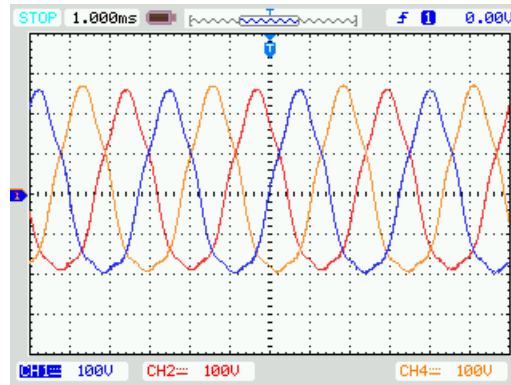 STOP 1.000ms T ƒ 1 0.00V
T
1
CH1 100V CH2 100V CH4 100V